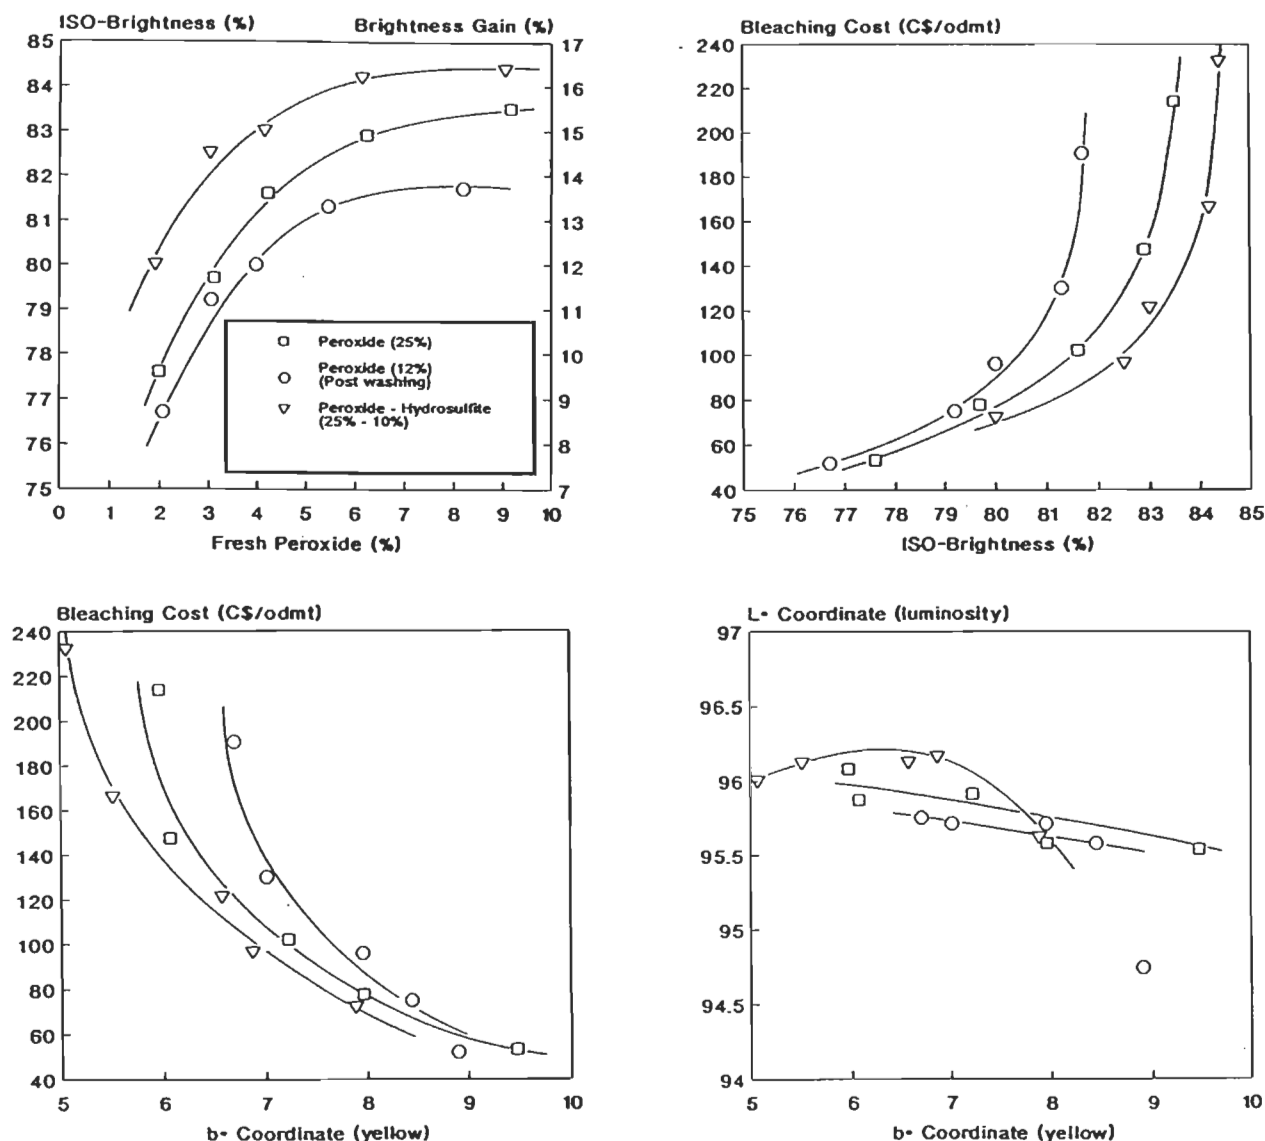 ISO-Brightness (%) Brightness Gain (%)
85 17
84 16
83 15
82 14
81 13
80 12
79 11
78 10
77 9
76 8
75 7
Peroxide (25%)
Peroxide (12%)
(Post washing)
Peroxide - Hydrosulfite
(25% - 10%)
0 1 2 3 4 5 6 7 8 9 10
Fresh Peroxide (%)
Bleaching Cost (C$/odmt)
240
220
200
180
160
140
120
100
80
60
40
75 76 77 78 79 80 81 82 83 84 85
ISO-Brightness (%)
Bleaching Cost (C$/odmt)
240
220
200
180
160
140
120
100
80
60
40
5 6 7 8 9 10
b* Coordinate (yellow)
L* Coordinate (luminosity)
97
96.5
96
95.5
95
94.5
94
5 6 7 8 9 10
b* Coordinate (yellow)